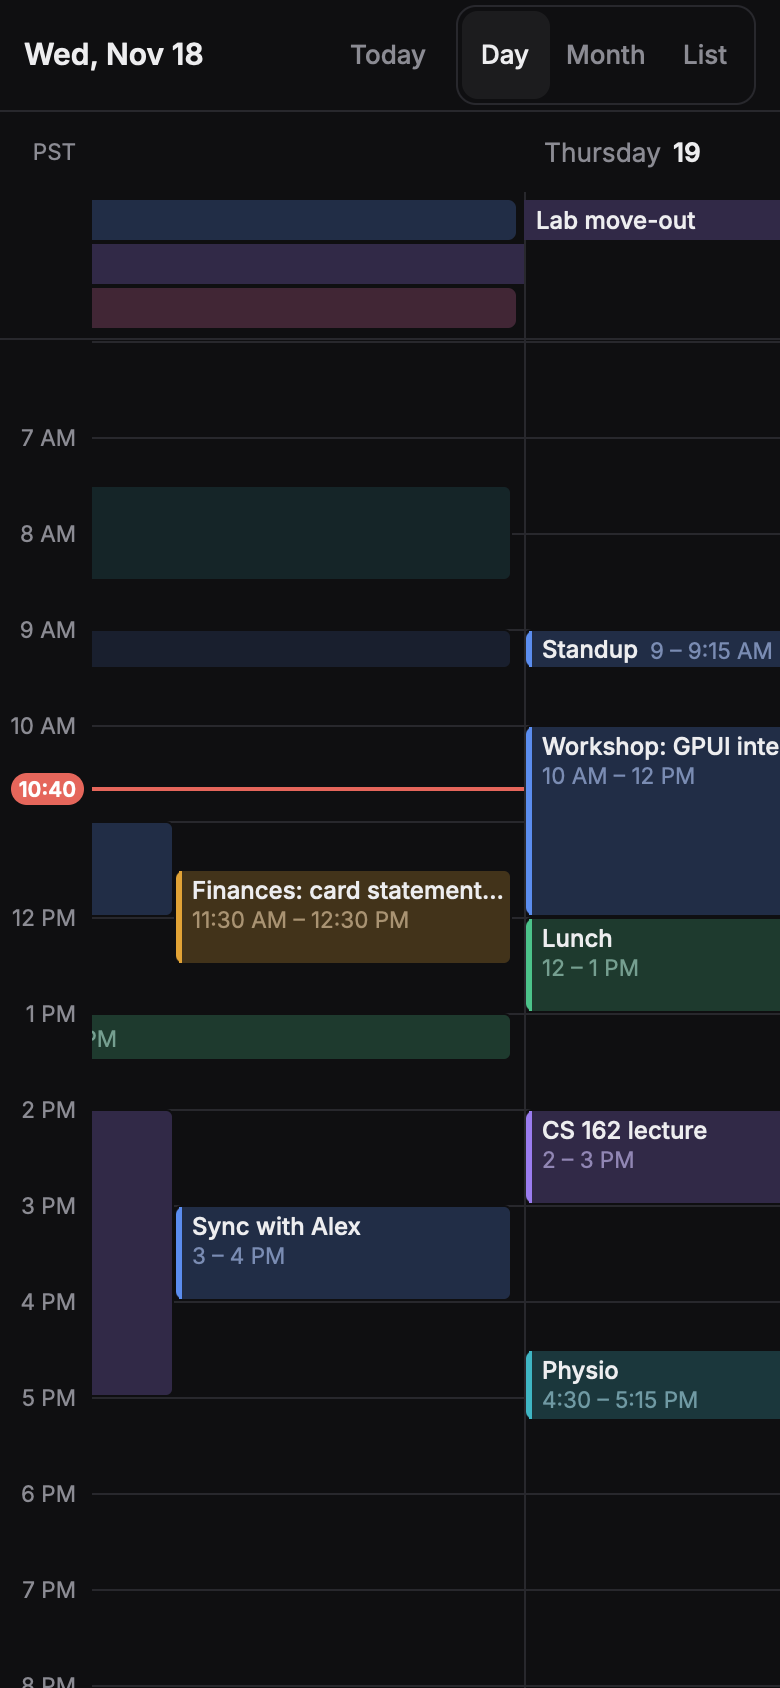 Wed, Nov 18
Today
Day
Month
List
PST
Thursday 19
Lab move-out
7 AM
8 AM
9 AM
Standup 9 – 9:15 AM
10 AM
Workshop: GPUI inte
10 AM – 12 PM
10:40
Finances: card statement...
11:30 AM – 12:30 PM
12 PM
Lunch
12 – 1 PM
1 PM
PM
2 PM
CS 162 lecture
2 – 3 PM
3 PM
Sync with Alex
3 – 4 PM
4 PM
Physio
4:30 – 5:15 PM
5 PM
6 PM
7 PM
8 PM